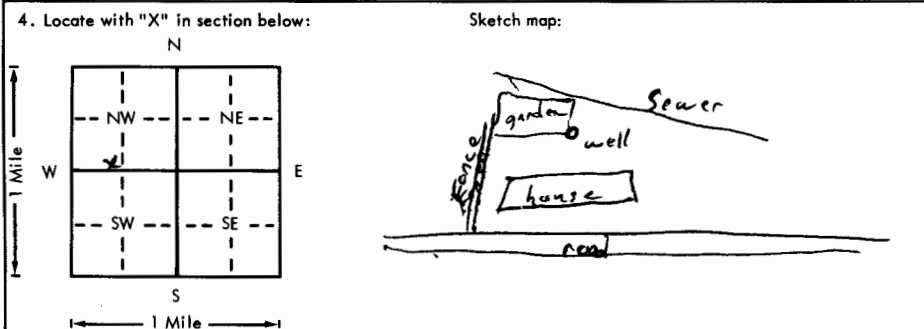 4. Locate with "X" in section below:
Sketch map:
N
NW
NE
W
E
SW
SE
S
1 Mile
1 Mile
X
Sewer
garden
well
Fence
house
road